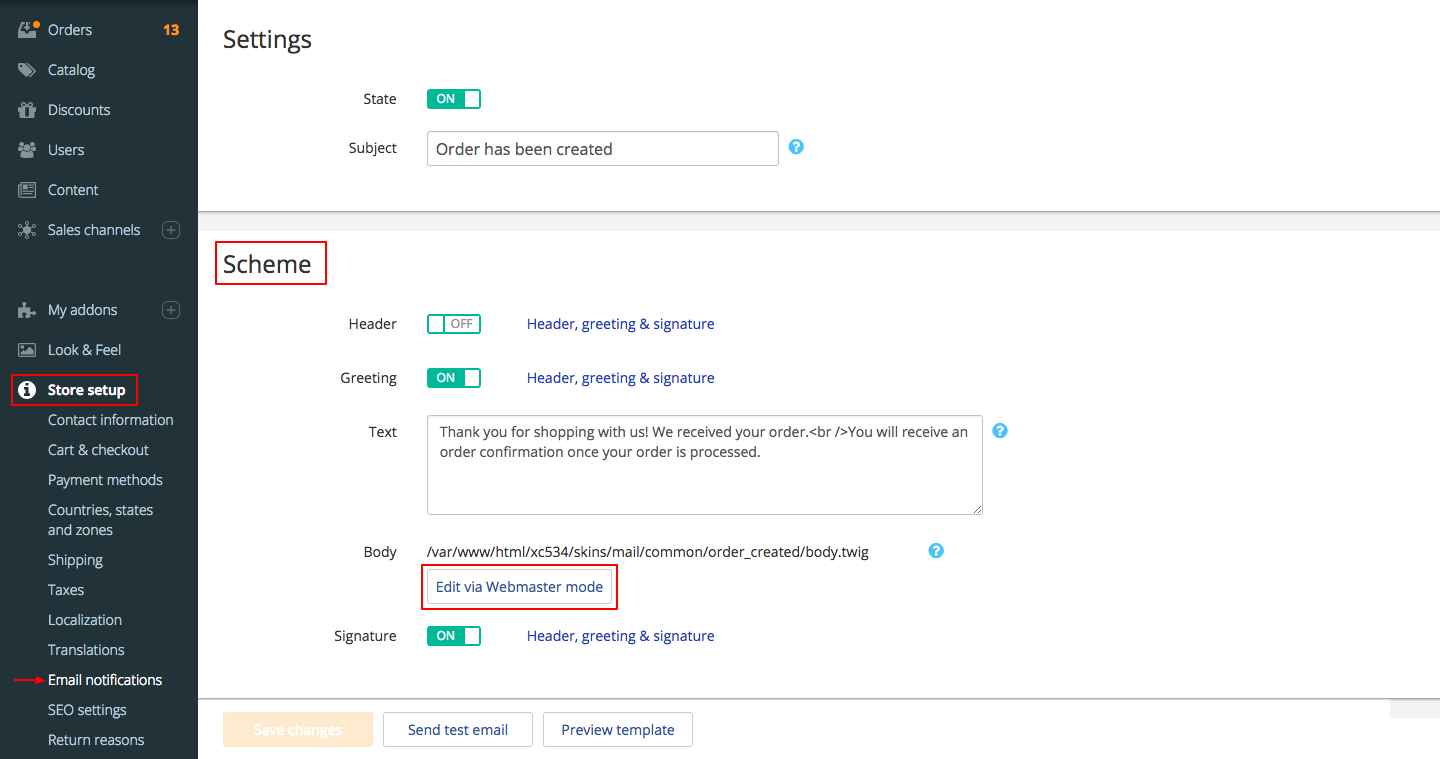 Orders 13
Catalog
Discounts
Users
Content
Sales channels
My addons
Look & Feel
Store setup
Contact information
Cart & checkout
Payment methods
Countries, states
and zones
Shipping
Taxes
Localization
Translations
Email notifications
SEO settings
Return reasons
Settings
State ON
Subject Order has been created ?
Scheme
Header OFF Header, greeting & signature
Greeting ON Header, greeting & signature
Text Thank you for shopping with us! We received your order.<br />You will receive an ?
order confirmation once your order is processed.
Body /var/www/html/xc534/skins/mail/common/order_created/body.twig ?
Edit via Webmaster mode
Signature ON Header, greeting & signature
Save changes Send test email Preview template